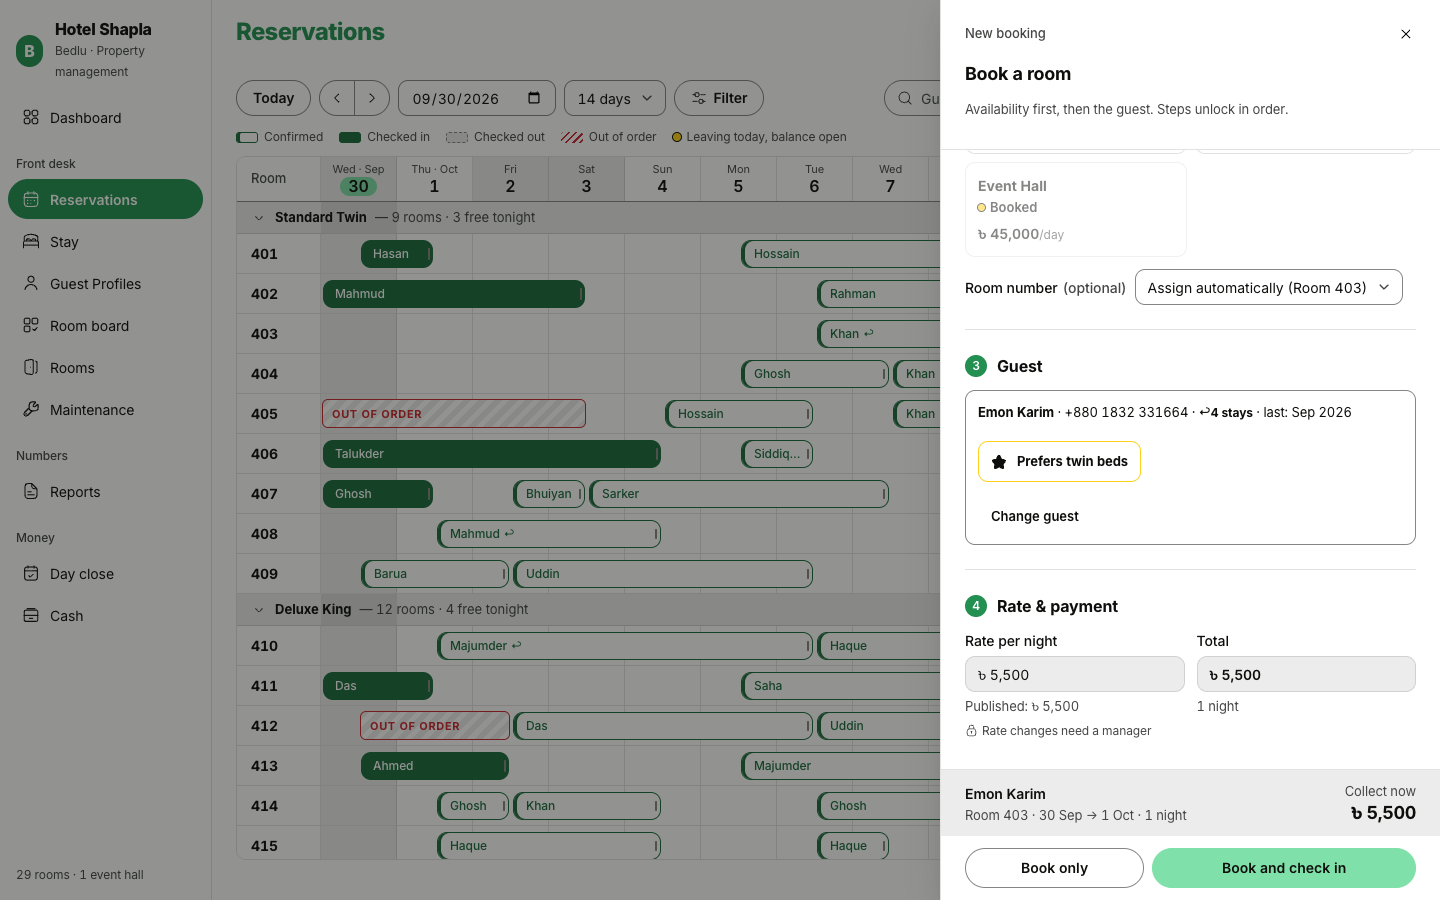 B
Hotel Shapla
Bedlu · Property
management
Dashboard
Front desk
Reservations
Stay
Guest Profiles
Room board
Rooms
Maintenance
Numbers
Reports
Money
Day close
Cash
29 rooms · 1 event hall
Reservations
Today
09/30/2026
14 days
Filter
Gu
Confirmed
Checked in
Checked out
Out of order
Leaving today, balance open
Room
Wed · Sep 30
Thu · Oct 1
Fri 2
Sat 3
Sun 4
Mon 5
Tue 6
Wed 7
Standard Twin — 9 rooms · 3 free tonight
401 Hasan Hossain
402 Mahmud Rahman
403 Khan ↩
404 Ghosh Khan
405 OUT OF ORDER Hossain Khan
406 Talukder Siddiq...
407 Ghosh Bhuiyan Sarker
408 Mahmud ↩
409 Barua Uddin
Deluxe King — 12 rooms · 4 free tonight
410 Majumder ↩ Haque
411 Das Saha
412 OUT OF ORDER Das Uddin
413 Ahmed Majumder
414 Ghosh Khan Ghosh
415 Haque Haque
New booking
Book a room
Availability first, then the guest. Steps unlock in order.
Event Hall
Booked
৳ 45,000/day
Room number (optional) Assign automatically (Room 403)
3 Guest
Emon Karim · +880 1832 331664 · ↩4 stays · last: Sep 2026
Prefers twin beds
Change guest
4 Rate & payment
Rate per night Total
৳ 5,500 ৳ 5,500
Published: ৳ 5,500 1 night
Rate changes need a manager
Emon Karim Collect now
Room 403 · 30 Sep → 1 Oct · 1 night ৳ 5,500
Book only Book and check in